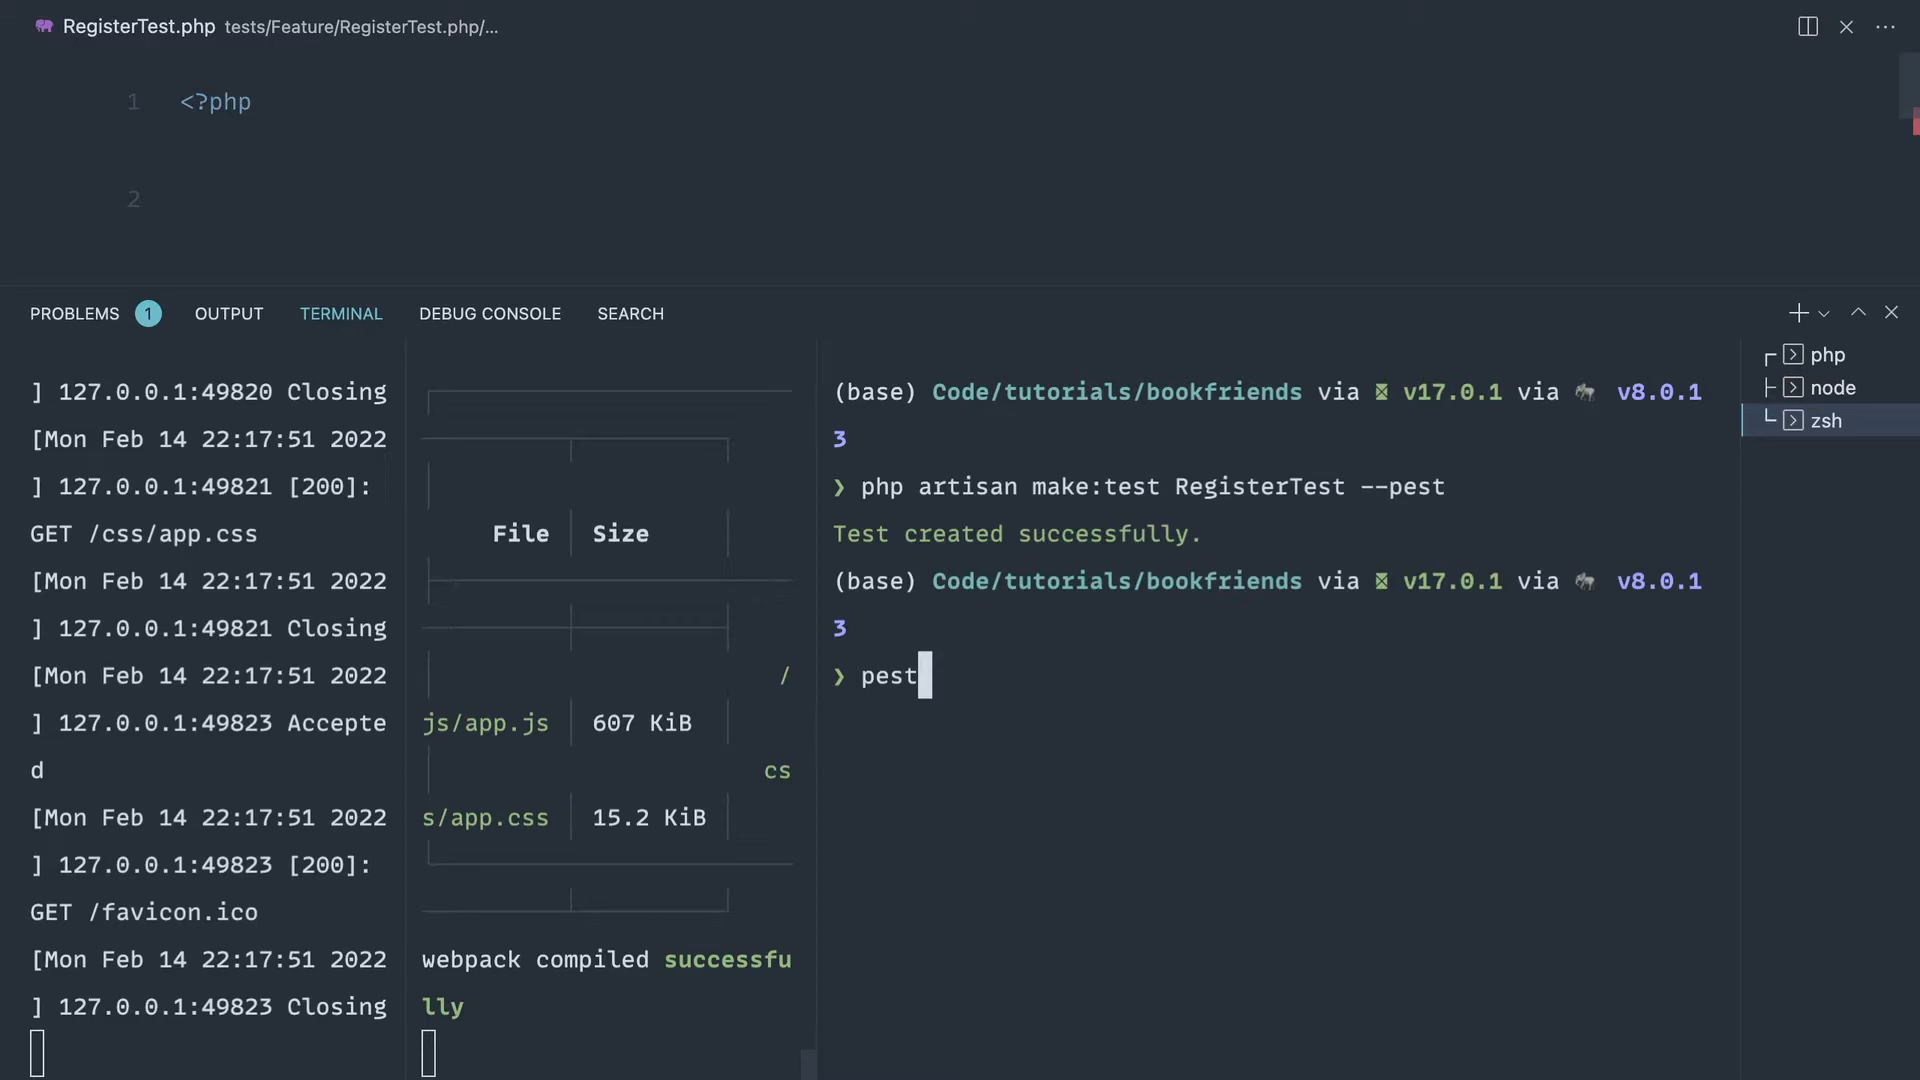 RegisterTest.php tests/Feature/RegisterTest.php/...
1 <?php
2
PROBLEMS 1 OUTPUT TERMINAL DEBUG CONSOLE SEARCH
] 127.0.0.1:49820 Closing
[Mon Feb 14 22:17:51 2022
] 127.0.0.1:49821 [200]:
GET /css/app.css
[Mon Feb 14 22:17:51 2022
] 127.0.0.1:49821 Closing
[Mon Feb 14 22:17:51 2022
] 127.0.0.1:49823 Accepte
d
[Mon Feb 14 22:17:51 2022
] 127.0.0.1:49823 [200]:
GET /favicon.ico
[Mon Feb 14 22:17:51 2022
] 127.0.0.1:49823 Closing
File Size
/
js/app.js 607 KiB
cs
s/app.css 15.2 KiB
webpack compiled successfu
lly
(base) Code/tutorials/bookfriends via v17.0.1 via 🐘 v8.0.1
3
❯ php artisan make:test RegisterTest --pest
Test created successfully.
(base) Code/tutorials/bookfriends via v17.0.1 via 🐘 v8.0.1
3
❯ pest
php
node
zsh